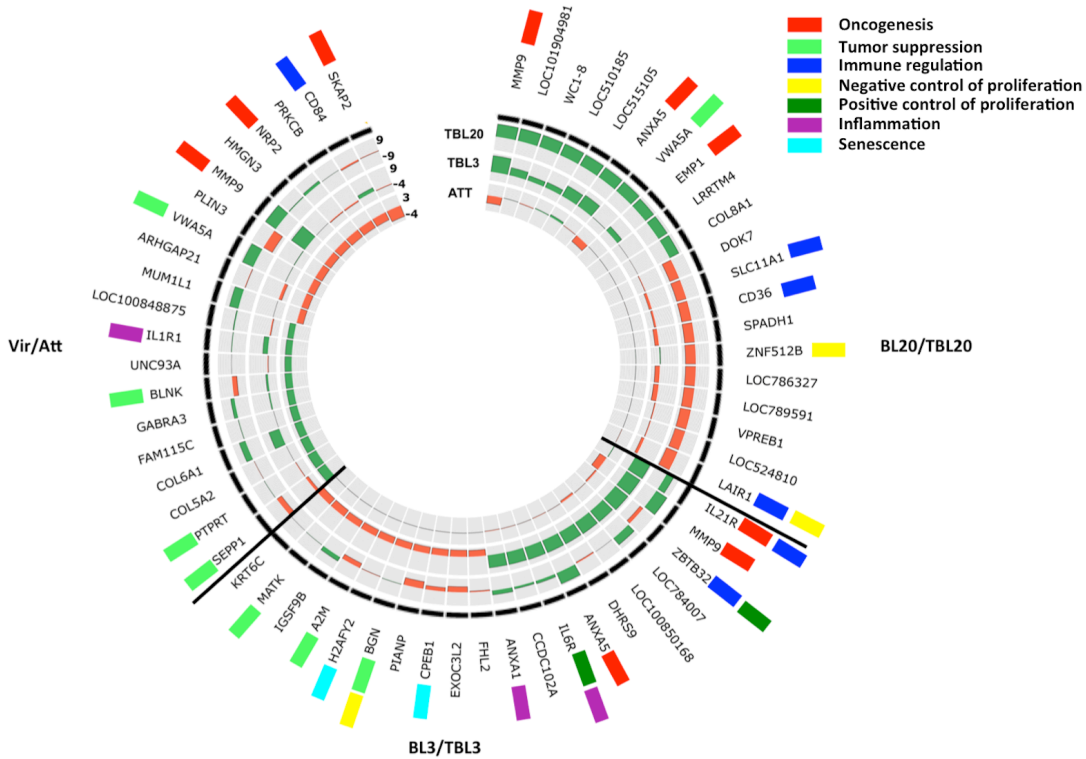 Oncogenesis
Tumor suppression
Immune regulation
Negative control of proliferation
Positive control of proliferation
Inflammation
Senescence
TBL20
TBL3
ATT
9
-9
9
-4
3
-4
MMP9
LOC101904981
WC1-8
LOC510185
LOC515105
ANXA5
VWA5A
EMP1
LRRTM4
COL8A1
DOK7
SLC11A1
CD36
SPADH1
ZNF512B
LOC786327
LOC789591
VPREB1
LOC524810
LAIR1
BL20/TBL20
IL21R
MMP9
ZBTB32
LOC784007
LOC100850168
DHRS9
ANXA5
IL6R
CCDC102A
ANXA1
FHL2
EXOC3L2
CPEB1
PIANP
BGN
H2AFY2
A2M
IGSF9B
MATK
KRT6C
BL3/TBL3
SEPP1
PTPRT
COL5A2
COL6A1
FAM115C
GABRA3
BLNK
UNC93A
IL1R1
LOC100848875
MUM1L1
ARHGAP21
VWA5A
PLIN3
MMP9
HMGN3
NRP2
PRKCB
CD84
SKAP2
Vir/Att